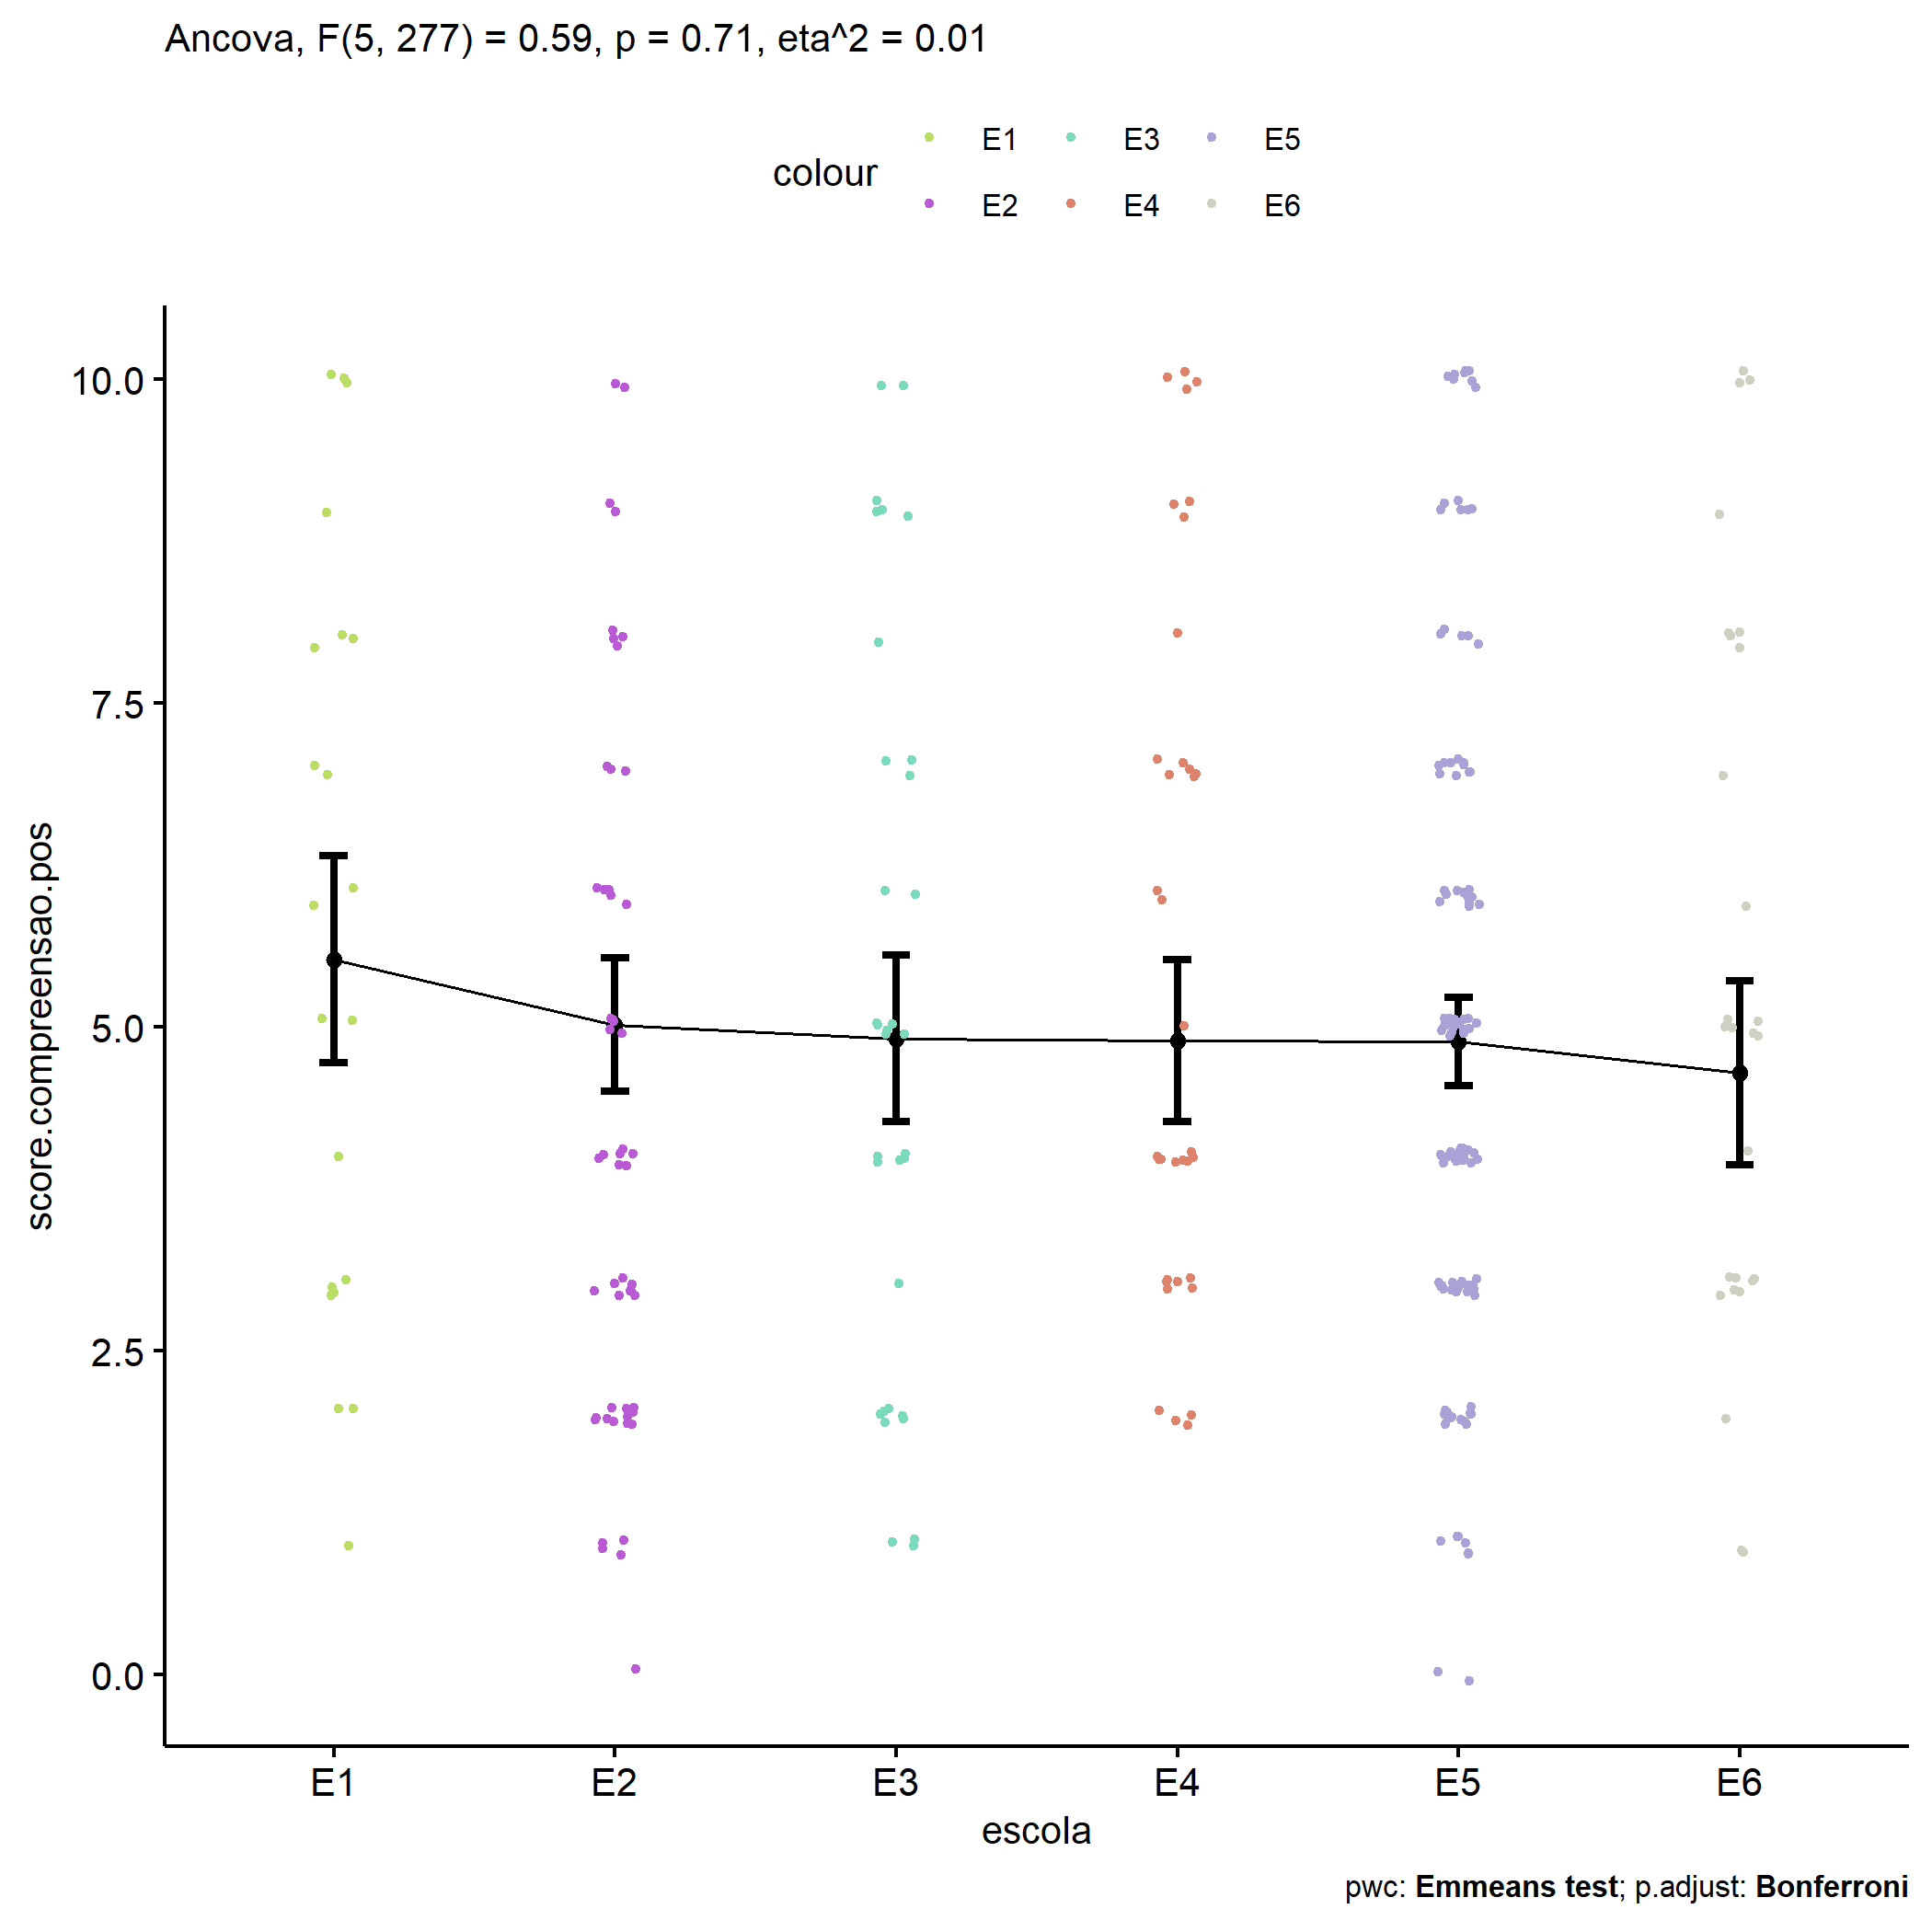 Ancova, F(5, 277) = 0.59, p = 0.71, eta^2 = 0.01
colour
E1 E3 E5
E2 E4 E6
score.compreensao.pos
10.0
7.5
5.0
2.5
0.0
E1 E2 E3 E4 E5 E6
escola
pwc: Emmeans test; p.adjust: Bonferroni